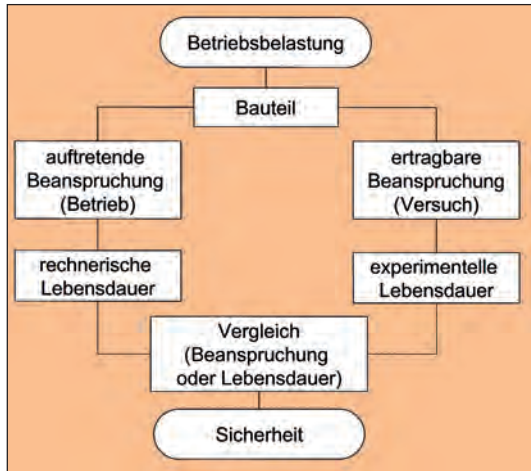 Betriebsbelastung
Bauteil
auftretende
Beanspruchung
(Betrieb)
ertragbare
Beanspruchung
(Versuch)
rechnerische
Lebensdauer
experimentelle
Lebensdauer
Vergleich
(Beanspruchung
oder Lebensdauer)
Sicherheit